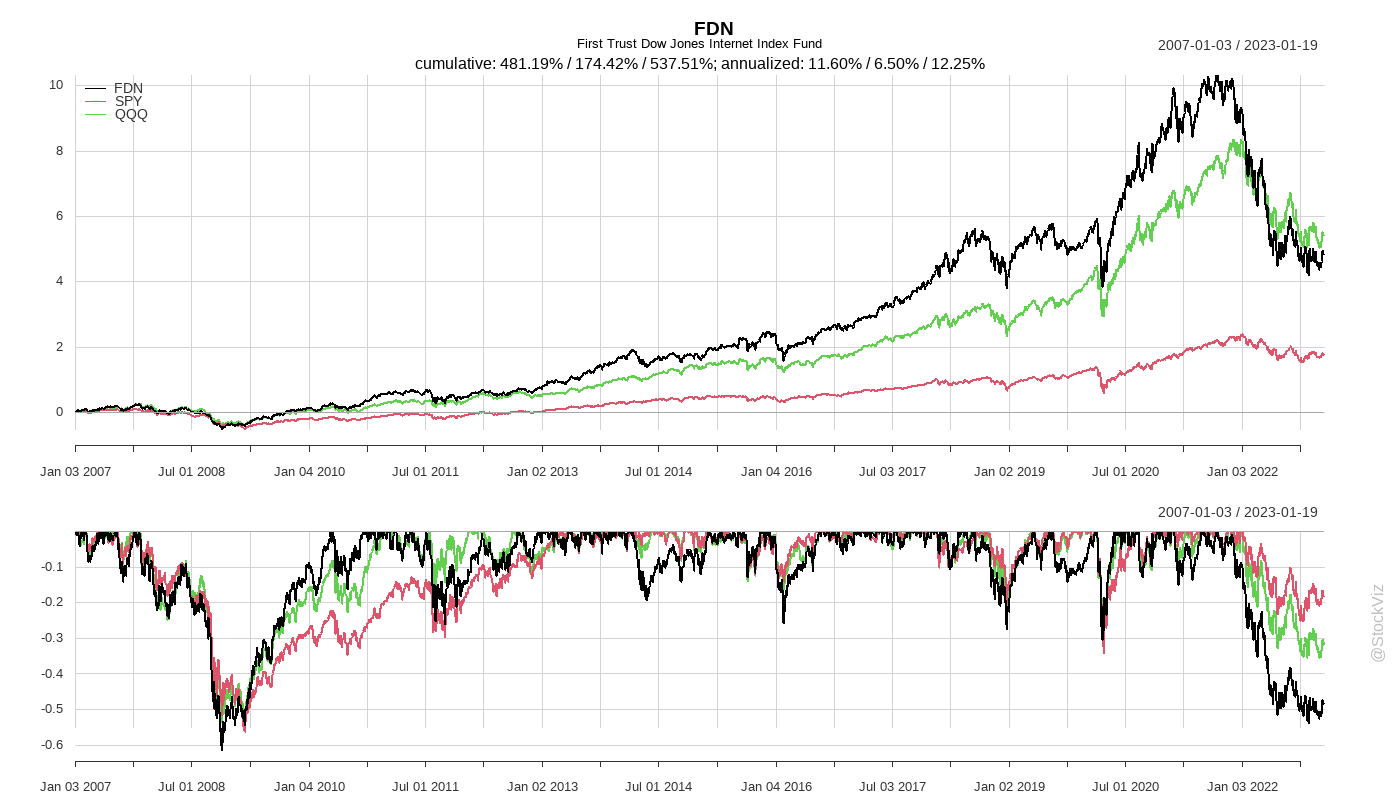 FDN
First Trust Dow Jones Internet Index Fund
2007-01-03 / 2023-01-19
cumulative: 481.19% / 174.42% / 537.51%; annualized: 11.60% / 6.50% / 12.25%
FDN
SPY
QQQ
10
8
6
4
2
0
Jan 03 2007 Jul 01 2008 Jan 04 2010 Jul 01 2011 Jan 02 2013 Jul 01 2014 Jan 04 2016 Jul 03 2017 Jan 02 2019 Jul 01 2020 Jan 03 2022
2007-01-03 / 2023-01-19
-0.1
-0.2
-0.3
-0.4
-0.5
-0.6
Jan 03 2007 Jul 01 2008 Jan 04 2010 Jul 01 2011 Jan 02 2013 Jul 01 2014 Jan 04 2016 Jul 03 2017 Jan 02 2019 Jul 01 2020 Jan 03 2022
@StockViz